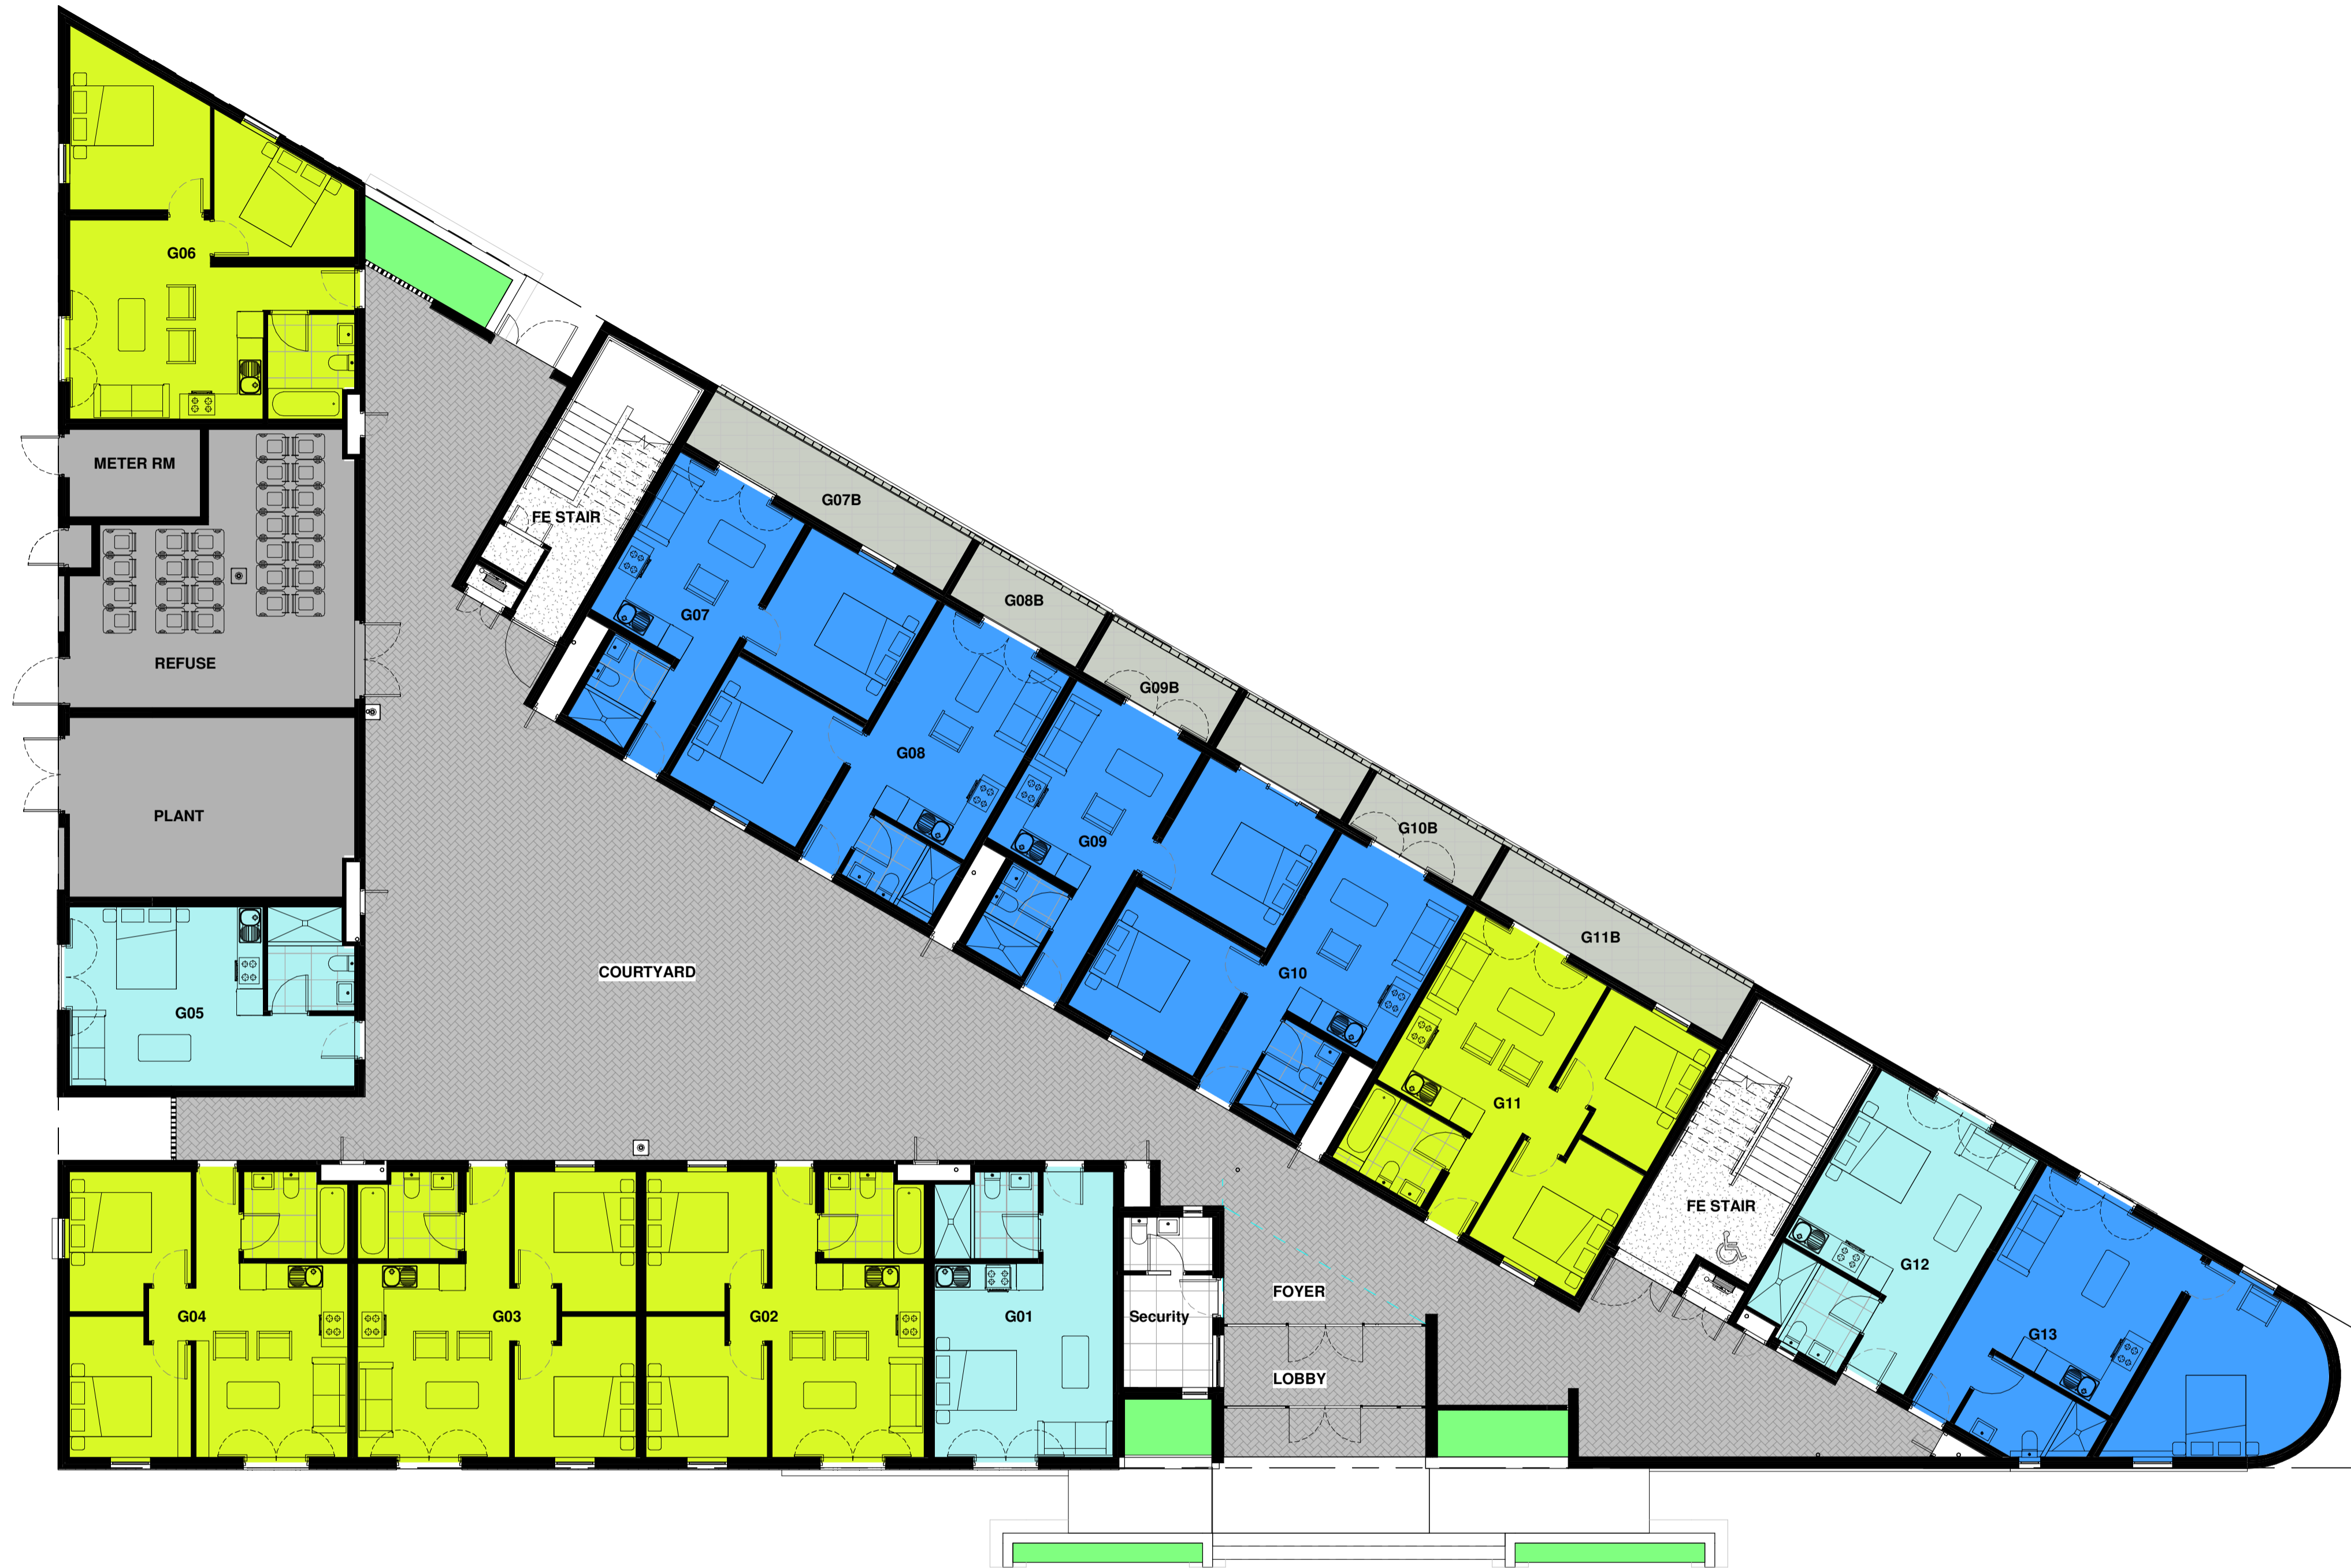 G06
METER RM
G07B
FE STAIR
G08B
G07
REFUSE
G09B
G08
PLANT
G10B
G09
G11B
COURTYARD
G10
G05
G11
FE STAIR
G12
FOYER
G04
G03
G02
G01
Security
G13
LOBBY